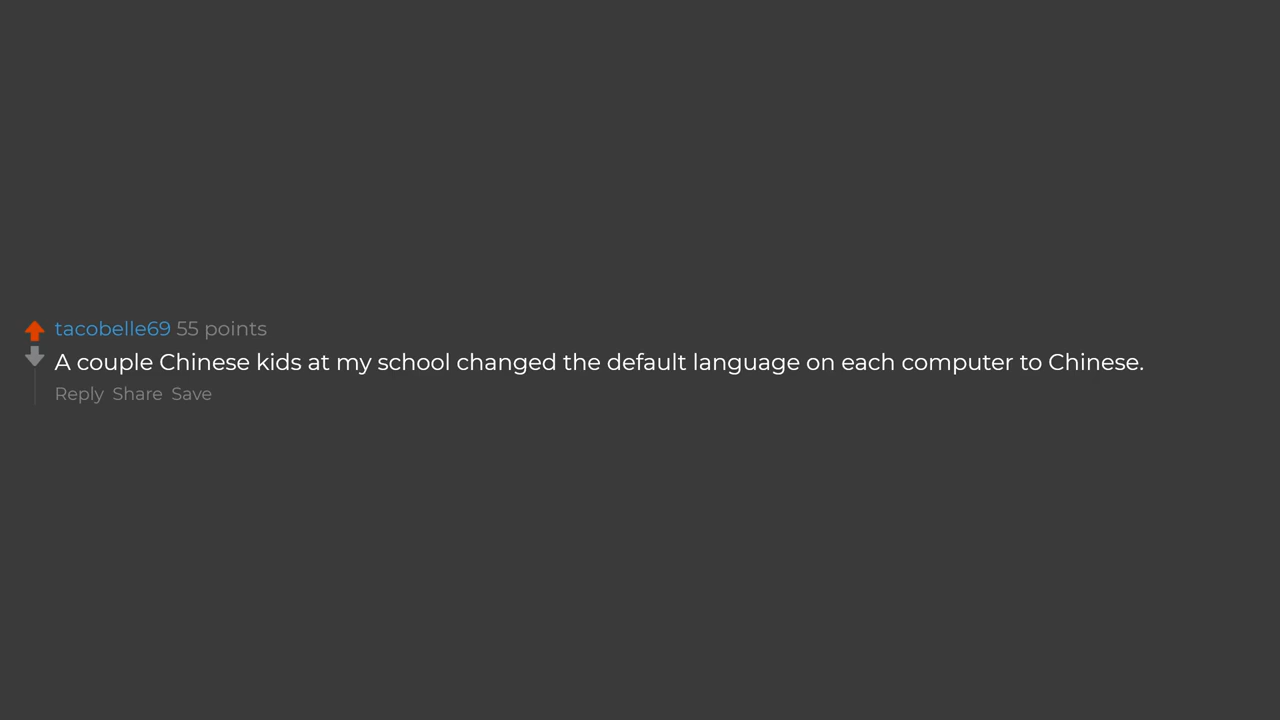 tacobelle69 55 points
A couple Chinese kids at my school changed the default language on each computer to Chinese.
Reply Share Save